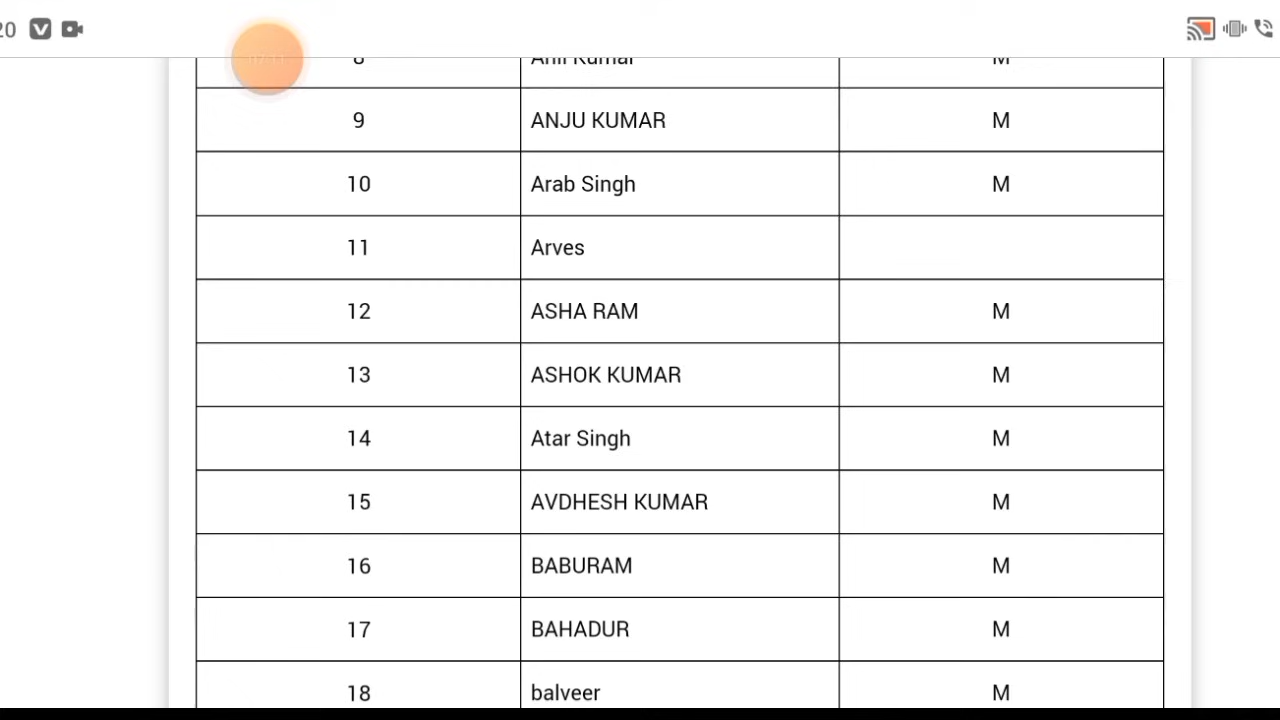 20
8 Anil Kumar M
9 ANJU KUMAR M
10 Arab Singh M
11 Arves
12 ASHA RAM M
13 ASHOK KUMAR M
14 Atar Singh M
15 AVDHESH KUMAR M
16 BABURAM M
17 BAHADUR M
18 balveer M